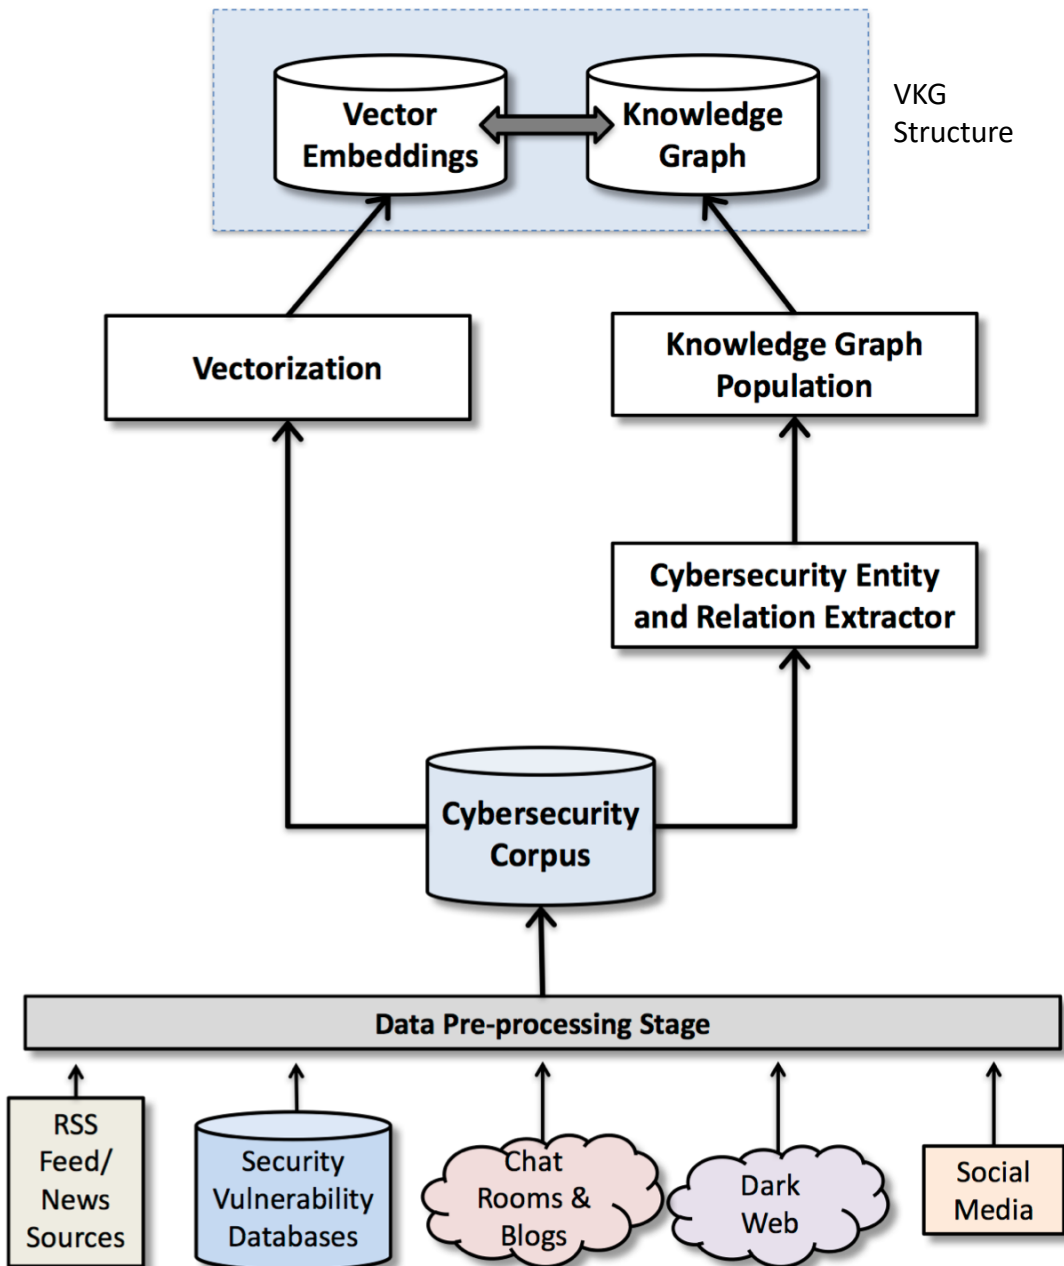 Vector
Embeddings
Knowledge
Graph
VKG
Structure
Vectorization
Knowledge Graph
Population
Cybersecurity Entity
and Relation Extractor
Cybersecurity
Corpus
Data Pre-processing Stage
RSS
Feed/
News
Sources
Security
Vulnerability
Databases
Chat
Rooms &
Blogs
Dark
Web
Social
Media